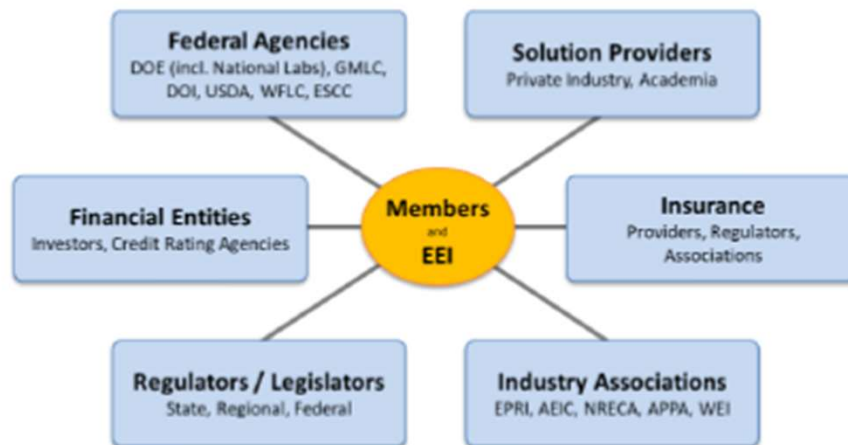 Federal Agencies
DOE (incl. National Labs), GMLC,
DOI, USDA, WFLC, ESCC
Solution Providers
Private Industry, Academia
Financial Entities
Investors, Credit Rating Agencies
Members
and
EEI
Insurance
Providers, Regulators,
Associations
Regulators / Legislators
State, Regional, Federal
Industry Associations
EPRI, AEIC, NRECA, APPA, WEI